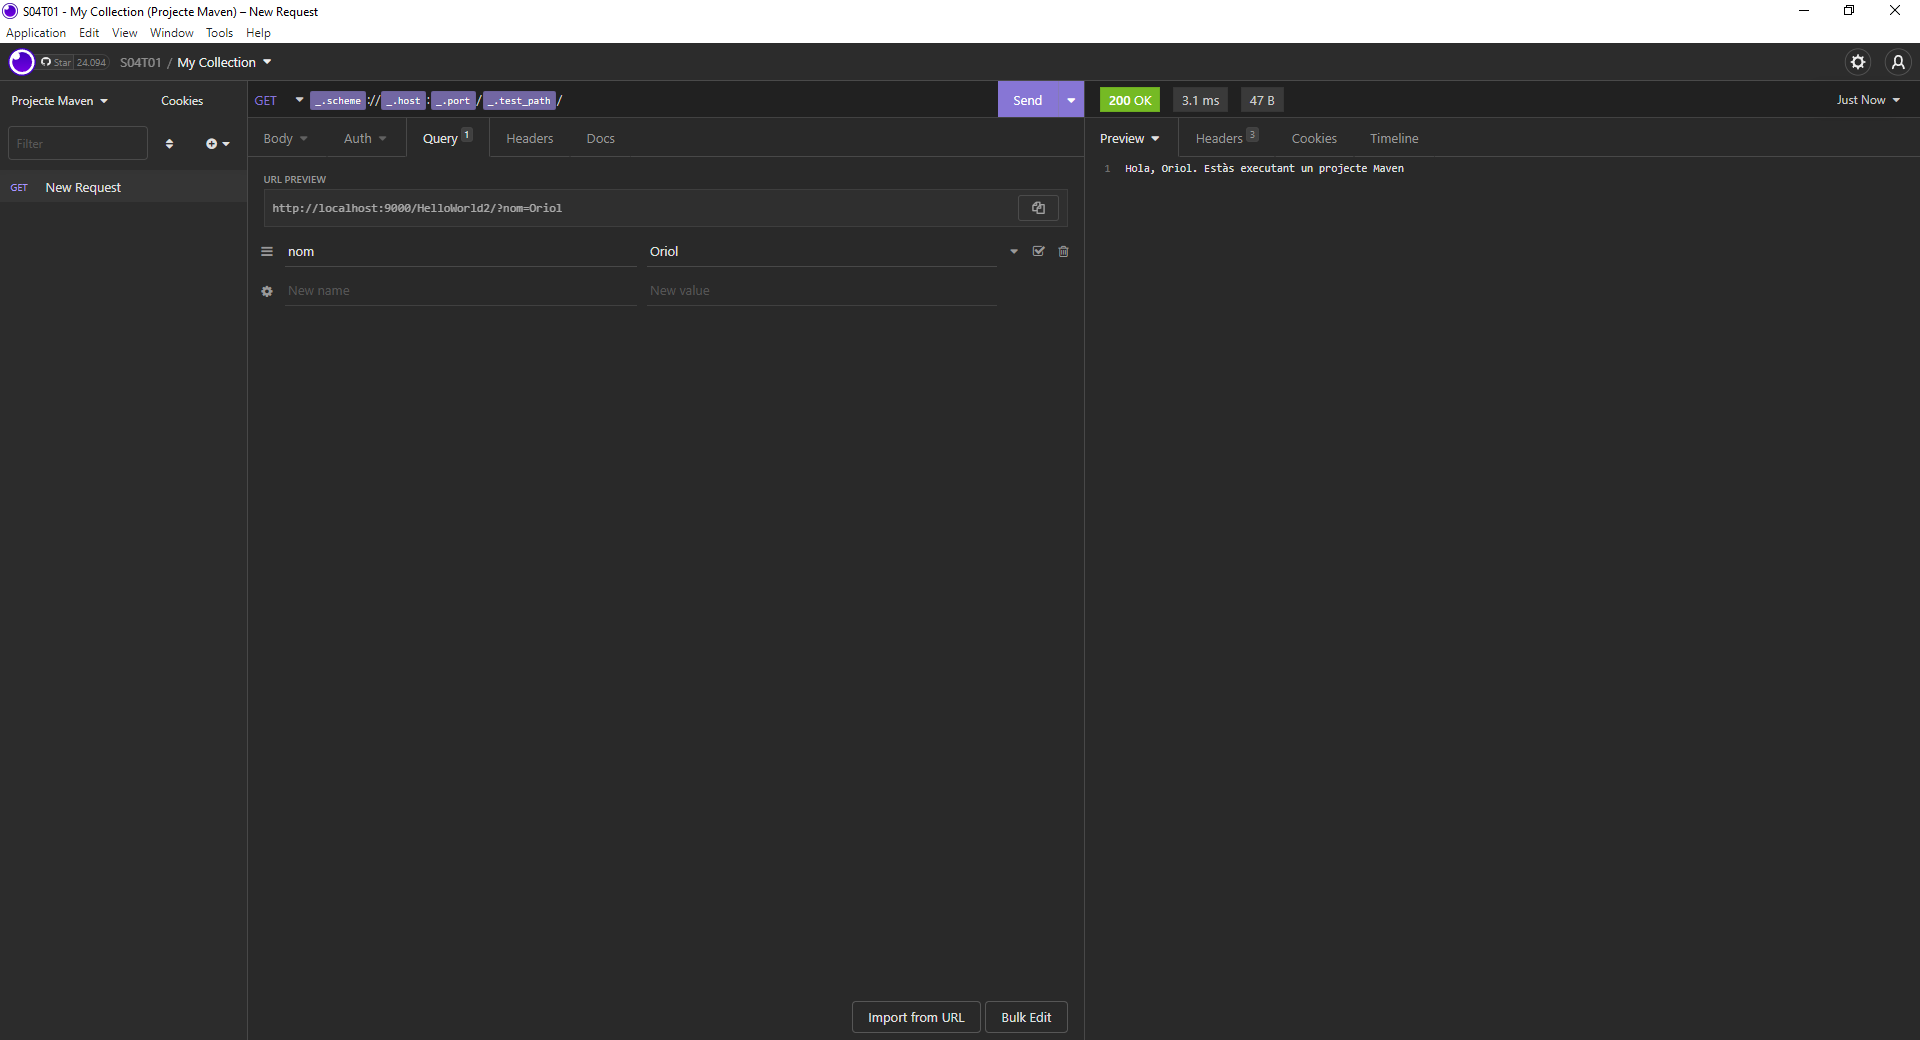 S04T01 - My Collection (Projecte Maven) – New Request
Application Edit View Window Tools Help
Star 24.094 S04T01 / My Collection
Projecte Maven Cookies
GET _.scheme :// _.host : _.port / _.test_path /
Send
200 OK 3.1 ms 47 B Just Now
Filter
Body Auth Query 1 Headers Docs
Preview Headers 3 Cookies Timeline
GET New Request
URL PREVIEW
http://localhost:9000/HelloWorld2/?nom=Oriol
nom Oriol
New name New value
1 Hola, Oriol. Estàs executant un projecte Maven
Import from URL Bulk Edit